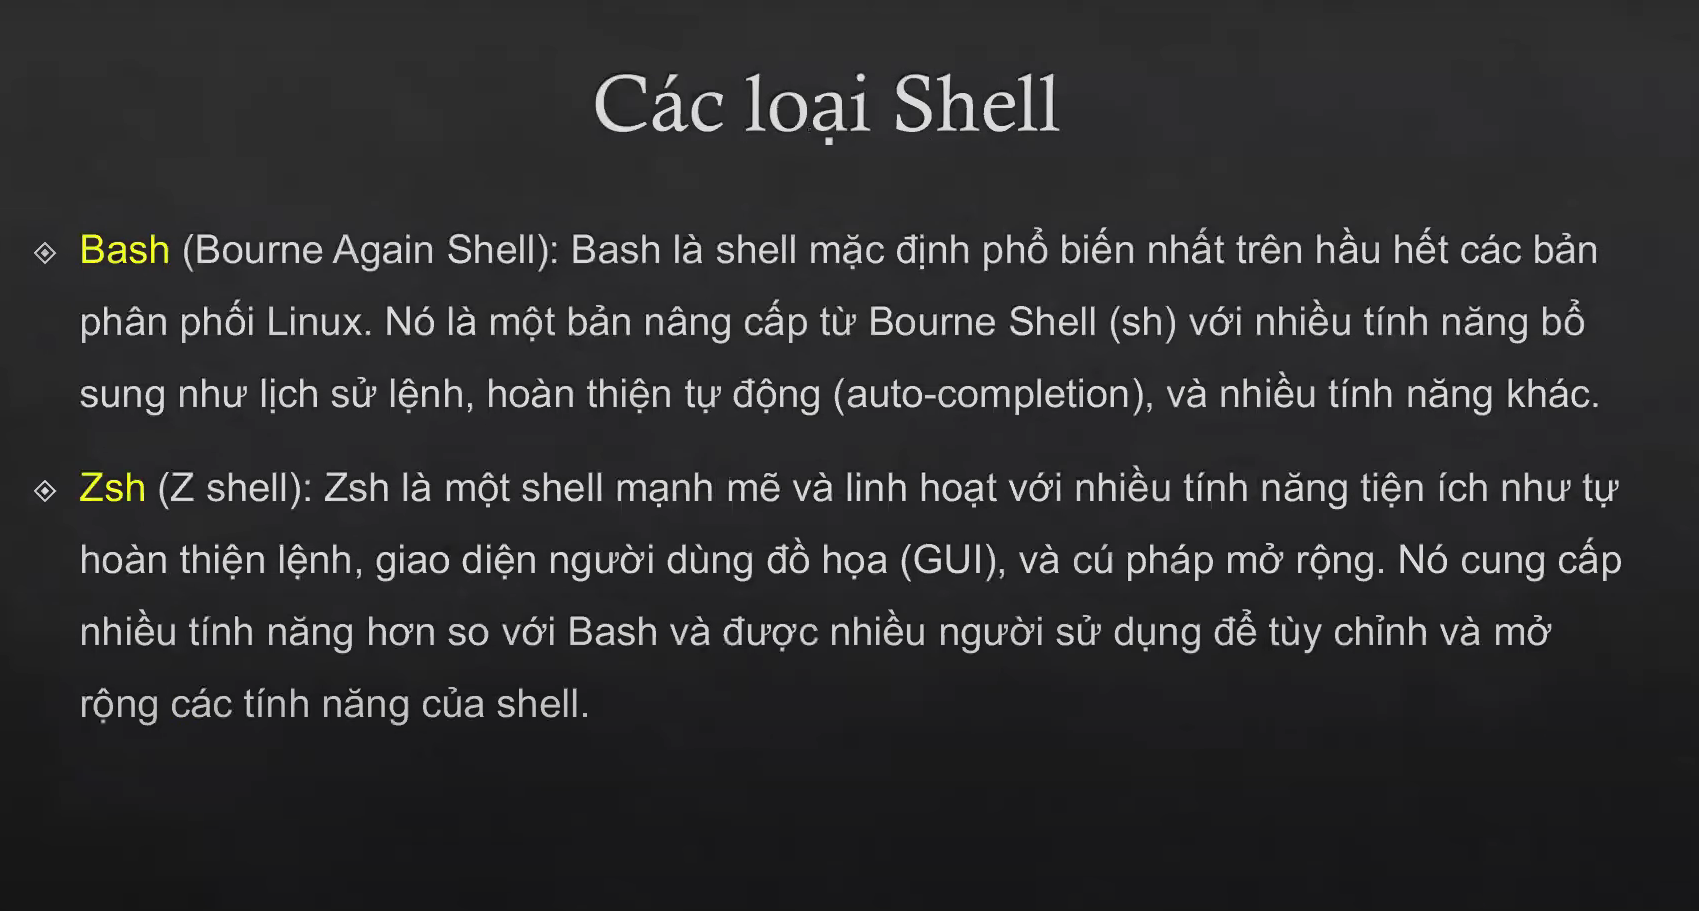 Các loại Shell
Bash (Bourne Again Shell): Bash là shell mặc định phổ biến nhất trên hầu hết các bản
phân phối Linux. Nó là một bản nâng cấp từ Bourne Shell (sh) với nhiều tính năng bổ
sung như lịch sử lệnh, hoàn thiện tự động (auto-completion), và nhiều tính năng khác.
Zsh (Z shell): Zsh là một shell mạnh mẽ và linh hoạt với nhiều tính năng tiện ích như tự
hoàn thiện lệnh, giao diện người dùng đồ họa (GUI), và cú pháp mở rộng. Nó cung cấp
nhiều tính năng hơn so với Bash và được nhiều người sử dụng để tùy chỉnh và mở
rộng các tính năng của shell.